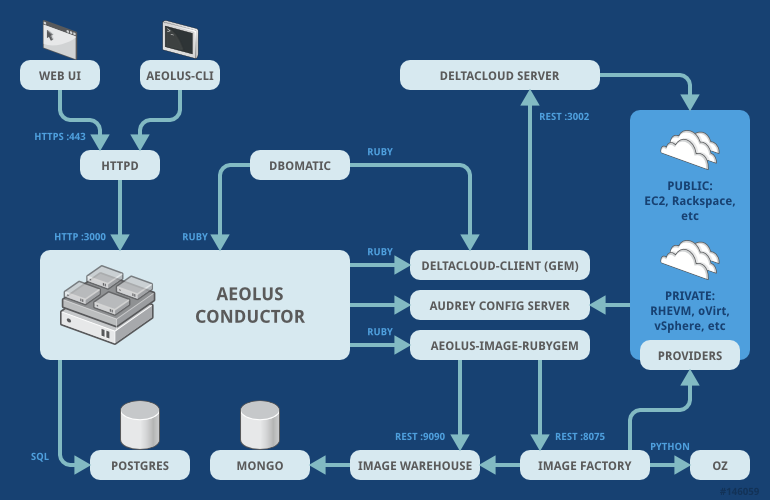 WEB UI
AEOLUS-CLI
DELTACLOUD SERVER
HTTPS :443
REST :3002
HTTPD
DBOMATIC
RUBY
PUBLIC:
EC2, Rackspace,
etc
HTTP :3000
RUBY
RUBY
DELTACLOUD-CLIENT (GEM)
AEOLUS
CONDUCTOR
AUDREY CONFIG SERVER
PRIVATE:
RHEVM, oVirt,
vSphere, etc
RUBY
AEOLUS-IMAGE-RUBYGEM
PROVIDERS
REST :9090
REST :8075
PYTHON
SQL
POSTGRES
MONGO
IMAGE WAREHOUSE
IMAGE FACTORY
OZ
#146059